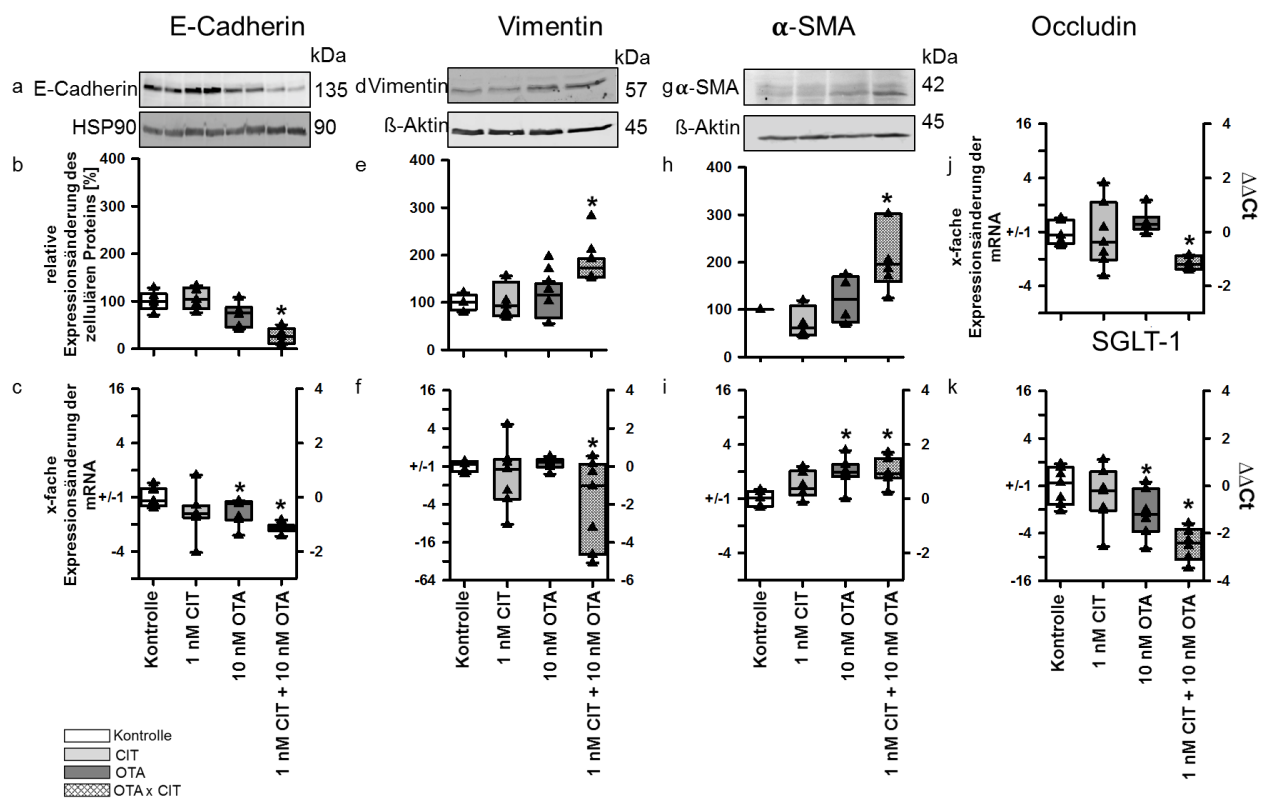 E-Cadherin
Vimentin
α-SMA
Occludin
kDa
kDa
kDa
a
E-Cadherin
135
d
Vimentin
57
g
α-SMA
42
HSP90
90
ß-Aktin
45
ß-Aktin
45
b
relative
Expressionsänderung des
zellulären Proteins [%]
400
300
200
100
0
*
e
400
300
200
100
0
*
h
400
300
200
100
0
*
j
x-fache
Expressionsänderung der
mRNA
16
4
+/-1
-4
4
2
0
-2
ΔΔCt
*
SGLT-1
c
x-fache
Expressionsänderung der
mRNA
16
4
+/-1
-4
4
2
0
-2
*
*
f
16
4
+/-1
-4
-16
-64
4
2
0
-2
-4
-6
*
i
16
4
+/-1
-4
4
2
0
-2
*
*
k
16
4
+/-1
-4
-16
4
2
0
-2
-4
ΔΔCt
*
*
Kontrolle
1 nM CIT
10 nM OTA
1 nM CIT + 10 nM OTA
Kontrolle
1 nM CIT
10 nM OTA
1 nM CIT + 10 nM OTA
Kontrolle
1 nM CIT
10 nM OTA
1 nM CIT + 10 nM OTA
Kontrolle
1 nM CIT
10 nM OTA
1 nM CIT + 10 nM OTA
Kontrolle
CIT
OTA
OTA x CIT